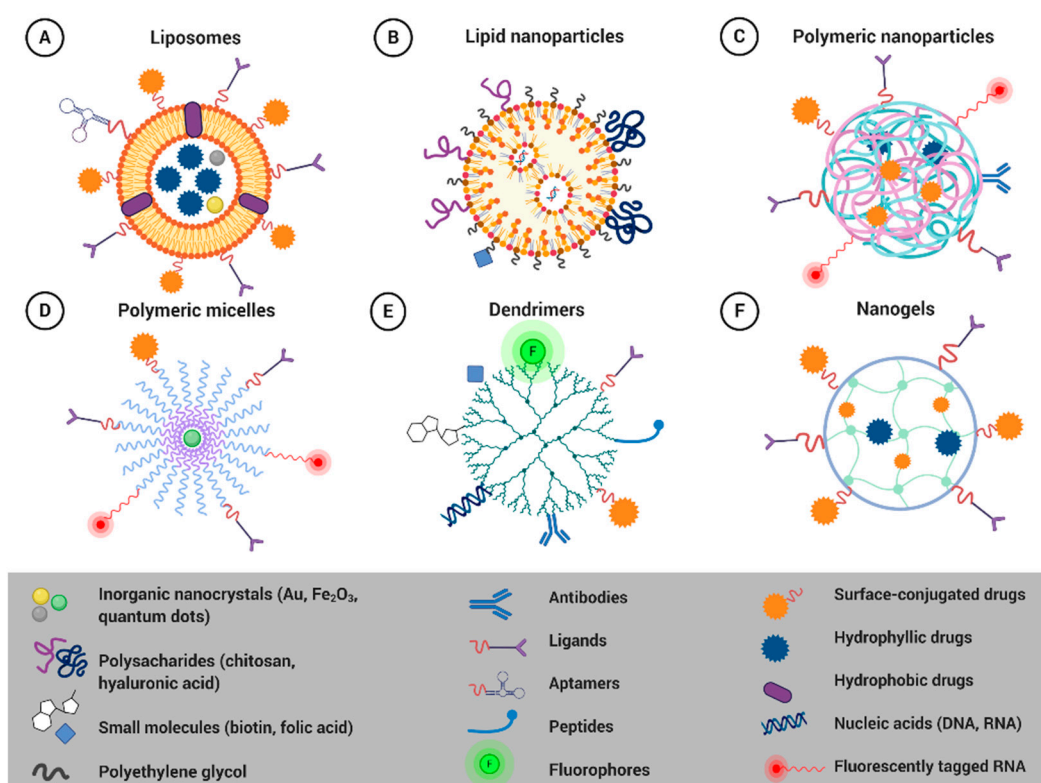 A
Liposomes
B
Lipid nanoparticles
C
Polymeric nanoparticles
D
Polymeric micelles
E
Dendrimers
F
Nanogels
F
Inorganic nanocrystals (Au, Fe₂O₃,
quantum dots)
Polysacharides (chitosan,
hyaluronic acid)
Small molecules (biotin, folic acid)
Polyethylene glycol
Antibodies
Ligands
Aptamers
Peptides
F
Fluorophores
Surface-conjugated drugs
Hydrophyllic drugs
Hydrophobic drugs
Nucleic acids (DNA, RNA)
Fluorescently tagged RNA